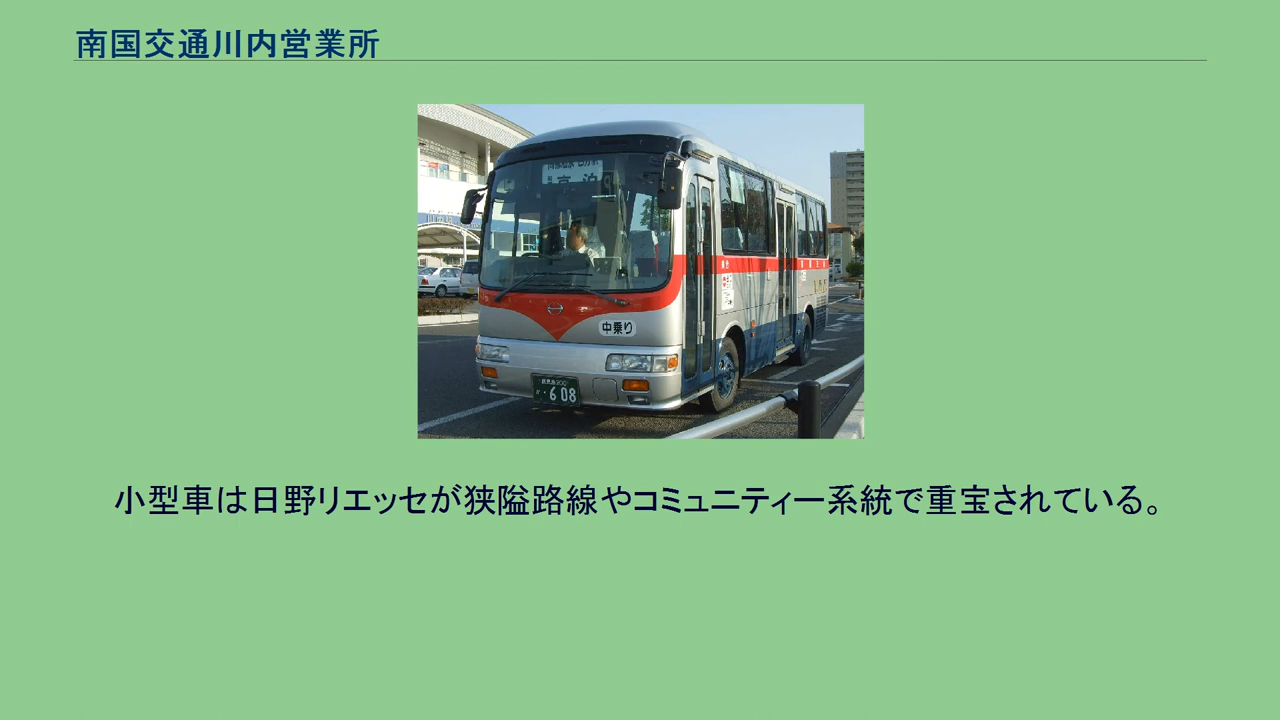 南国交通川内営業所
高泊
中乗り
608
小型車は日野リエッセが狭隘路線やコミュニティー系統で重宝されている。